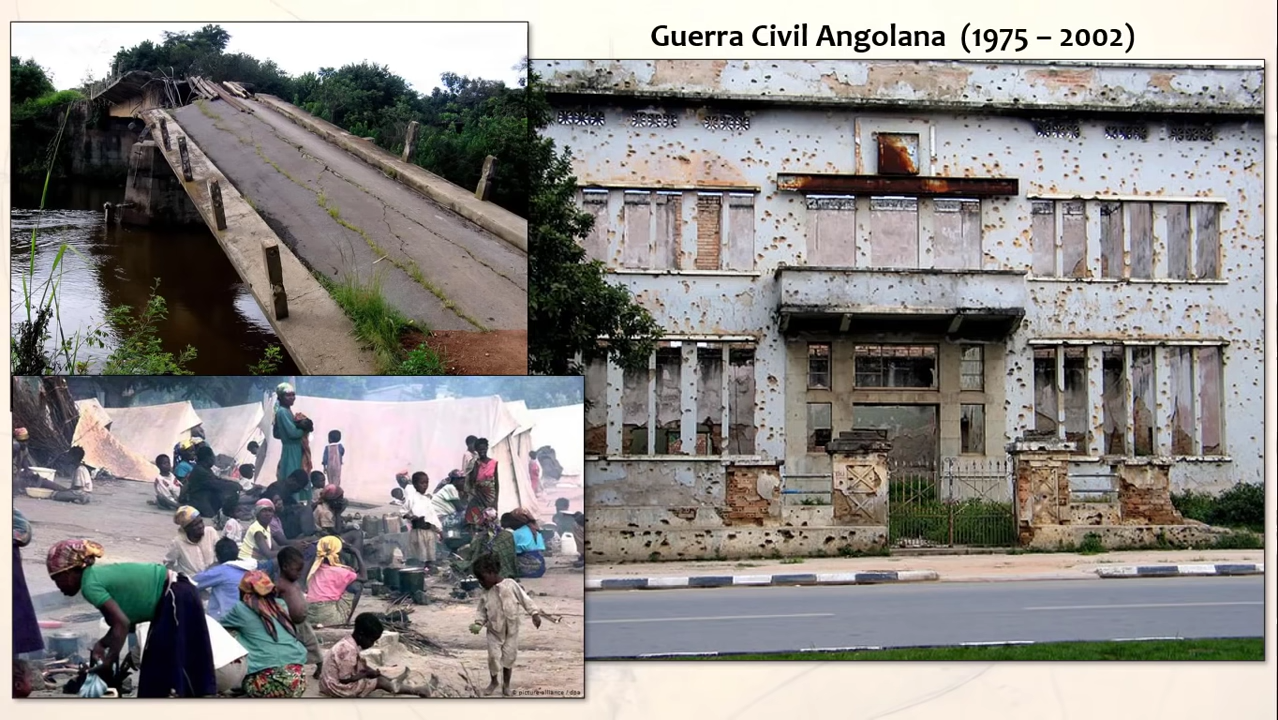 Guerra Civil Angolana (1975 – 2002)
© picture-alliance / dpa